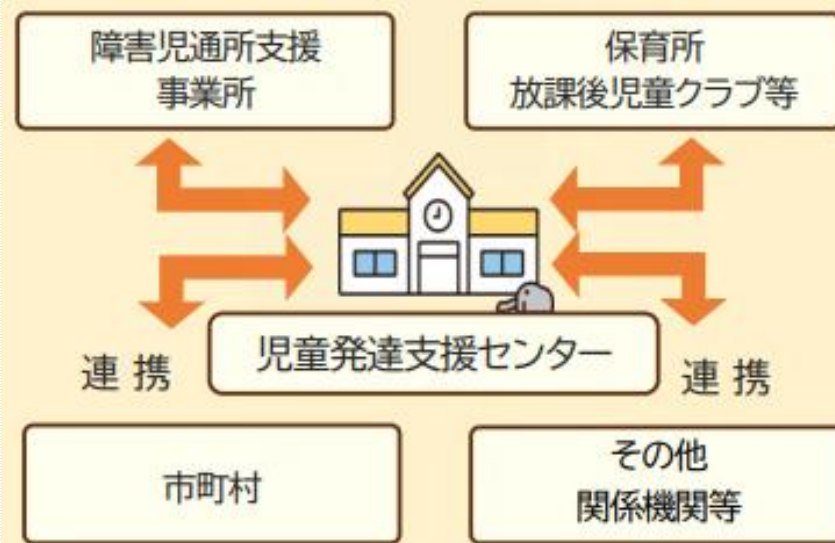 障害児通所支援
事業所
保育所
放課後児童クラブ等
児童発達支援センター
連 携
連 携
市町村
その他
関係機関等